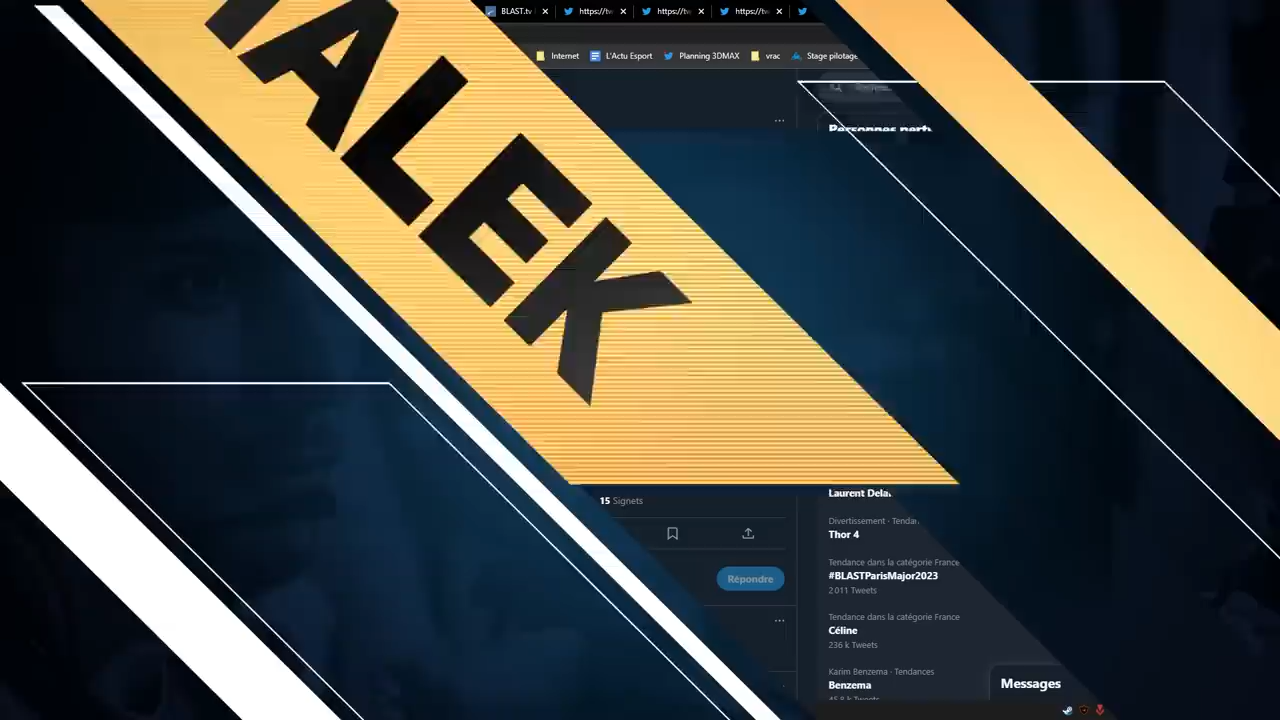 BLAST.tv
https://tw
https://tw
https://tw
Internet
L'Actu Esport
Planning 3DMAX
vrac
Stage pilotage
ALEK
Personnes
15 Signets
Répondre
Laurent
Divertissement · Tendan
Thor 4
Tendance dans la catégorie France
#BLASTParisMajor2023
2 011 Tweets
Tendance dans la catégorie France
Céline
236 k Tweets
Karim Benzema · Tendances
Benzema
Messages